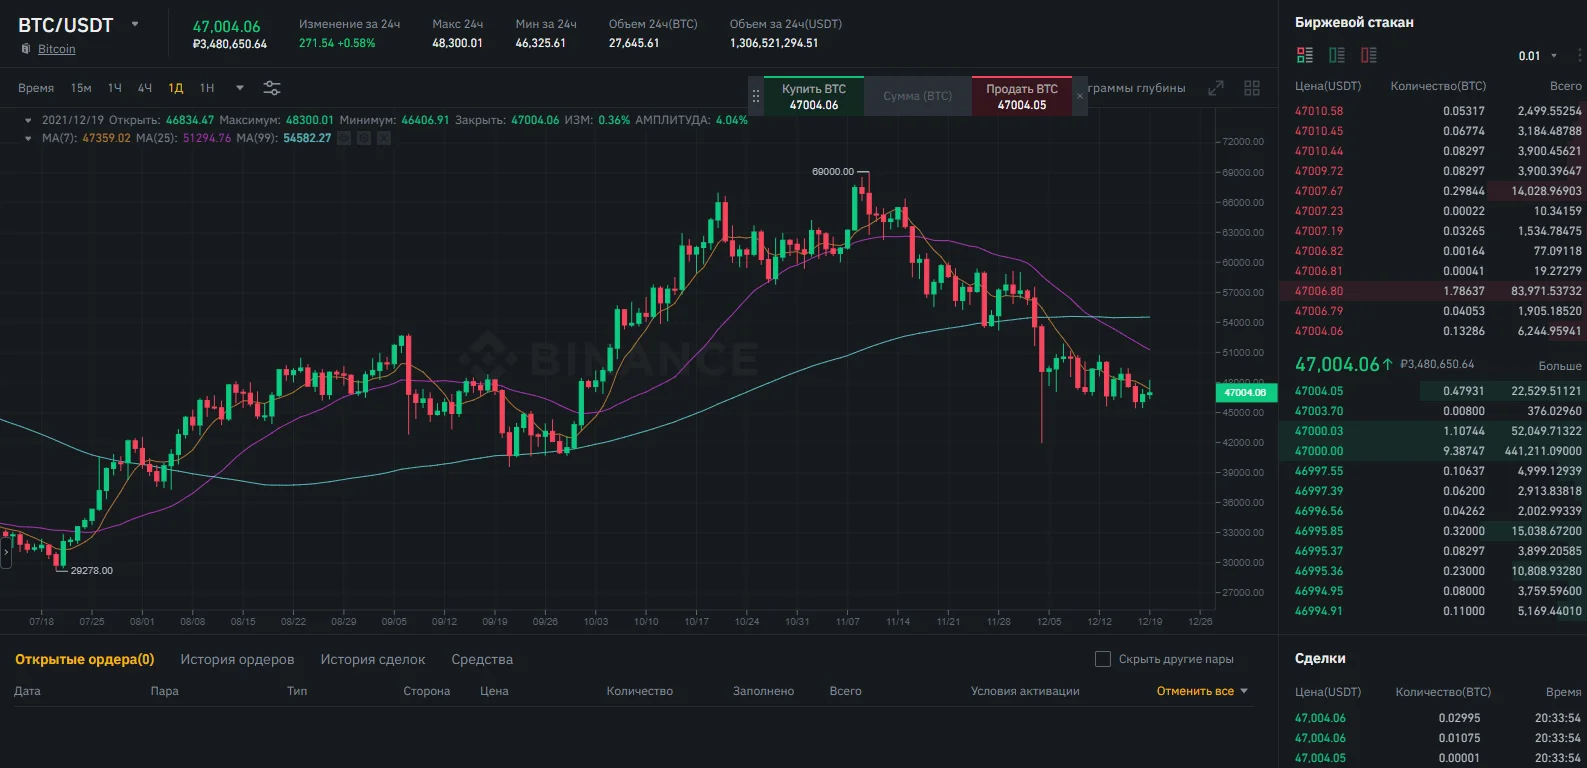 BTC/USDT
Bitcoin
47,004.06
₽3,480,650.64
Изменение за 24ч
271.54 +0.58%
Макс 24ч
48,300.01
Мин за 24ч
46,325.61
Объем 24ч(BTC)
27,645.61
Объем за 24ч(USDT)
1,306,521,294.51
Время 15м 1Ч 4Ч 1Д 1Н
Купить BTC
47004.06
Сумма (BTC)
Продать BTC
47004.05
граммы глубины
2021/12/19 Открыть: 46834.47 Максимум: 48300.01 Минимум: 46406.91 Закрыть: 47004.06 ИЗМ: 0.36% АМПЛИТУДА: 4.04%
MA(7): 47359.02 MA(25): 51294.76 MA(99): 54582.27
69000.00
29278.00
BINANCE
72000.00
69000.00
66000.00
63000.00
60000.00
57000.00
54000.00
51000.00
47004.06
45000.00
42000.00
39000.00
36000.00
33000.00
30000.00
27000.00
07/18 07/25 08/01 08/08 08/15 08/22 08/29 09/05 09/12 09/19 09/26 10/03 10/10 10/17 10/24 10/31 11/07 11/14 11/21 11/28 12/05 12/12 12/19 12/26
Открытые ордера(0) История ордеров История сделок Средства
Скрыть другие пары
Дата Пара Тип Сторона Цена Количество Заполнено Всего Условия активации Отменить все
Биржевой стакан
0.01
Цена(USDT) Количество(BTC) Всего
47010.58 0.05317 2,499.55254
47010.45 0.06774 3,184.48788
47010.44 0.08297 3,900.45621
47009.72 0.08297 3,900.39647
47007.67 0.29844 14,028.96903
47007.23 0.00022 10.34159
47007.19 0.03265 1,534.78475
47006.82 0.00164 77.09118
47006.81 0.00041 19.27279
47006.80 1.78637 83,971.53732
47006.79 0.04053 1,905.18520
47004.06 0.13286 6,244.95941
47,004.06↑ ₽3,480,650.64 Больше
47004.05 0.47931 22,529.51121
47003.70 0.00800 376.02960
47000.03 1.10744 52,049.71322
47000.00 9.38747 441,211.09000
46997.55 0.10637 4,999.12939
46997.39 0.06200 2,913.83818
46996.56 0.04262 2,002.99339
46995.85 0.32000 15,038.67200
46995.37 0.08297 3,899.20585
46995.36 0.23000 10,808.93280
46994.95 0.08000 3,759.59600
46994.91 0.11000 5,169.44010
Сделки
Цена(USDT) Количество(BTC) Время
47,004.06 0.02995 20:33:54
47,004.06 0.01075 20:33:54
47,004.05 0.00001 20:33:54